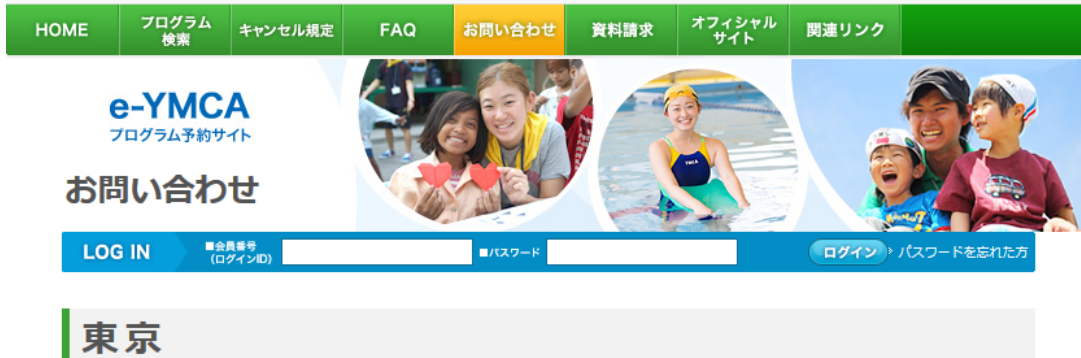 HOME
プログラム
検索
キャンセル規定
FAQ
お問い合わせ
資料請求
オフィシャル
サイト
関連リンク
e-YMCA
プログラム予約サイト
お問い合わせ
YMCA
LOG IN
■会員番号
(ログインID)
■パスワード
ログイン
パスワードを忘れた方
東京